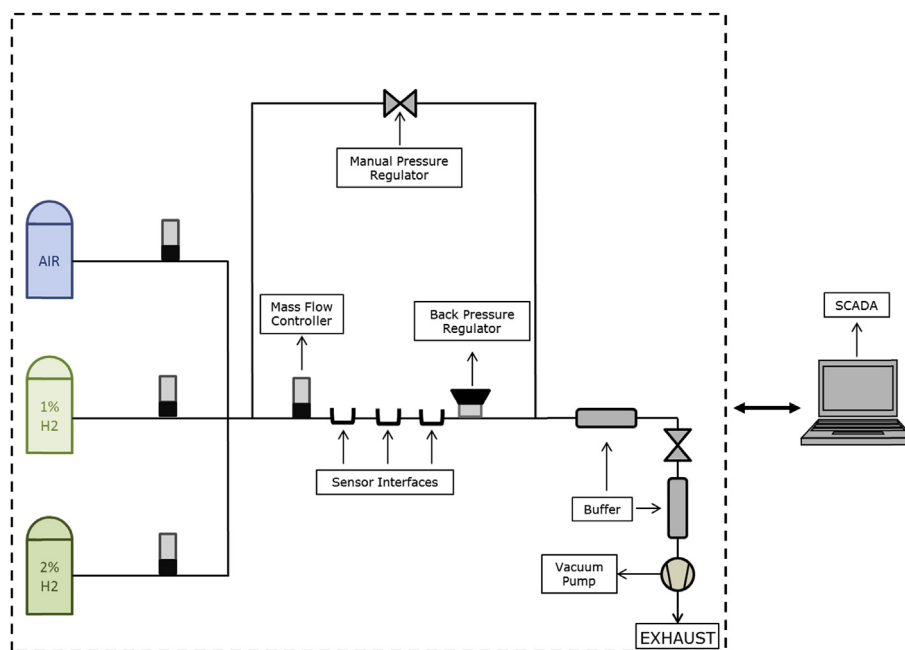 Manual Pressure
Regulator
AIR
Mass Flow
Controller
Back Pressure
Regulator
SCADA
1%
H2
Sensor Interfaces
Buffer
2%
H2
Vacuum
Pump
EXHAUST